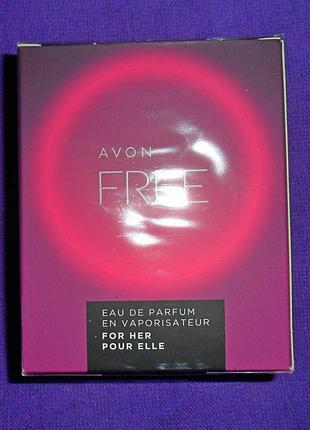 AVON
FREE
EAU DE PARFUM
EN VAPORISATEUR
FOR HER
POUR ELLE